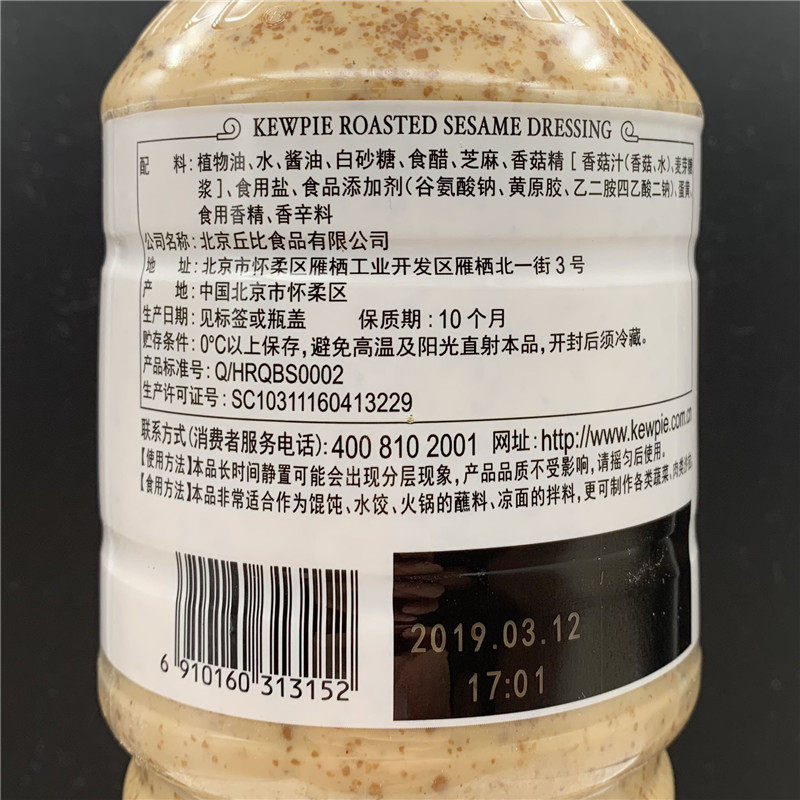 KEWPIE ROASTED SESAME DRESSING
配 料:植物油、水、酱油、白砂糖、食醋、芝麻、香菇精[香菇汁(香菇、水)、麦芽糖
浆]、食用盐、食品添加剂(谷氨酸钠、黄原胶、乙二胺四乙酸二钠)、蛋黄、
食用香精、香辛料
公司名称:北京丘比食品有限公司
地 址:北京市怀柔区雁栖工业开发区雁栖北一街3号
产 地:中国北京市怀柔区
生产日期:见标签或瓶盖 保质期:10个月
贮存条件:0℃以上保存,避免高温及阳光直射本品,开封后须冷藏。
产品标准号:Q/HRQBS0002
生产许可证号:SC10311160413229
联系方式(消费者服务电话):400 810 2001 网址:http://www.kewpie.com.cn
【使用方法】本品长时间静置可能会出现分层现象,产品品质不受影响,请摇匀后使用。
【食用方法】本品非常适合作为馄饨、水饺、火锅的蘸料、凉面的拌料,更可制作各类蔬菜、肉类沙
2019.03.12
17:01
6 910160 313152